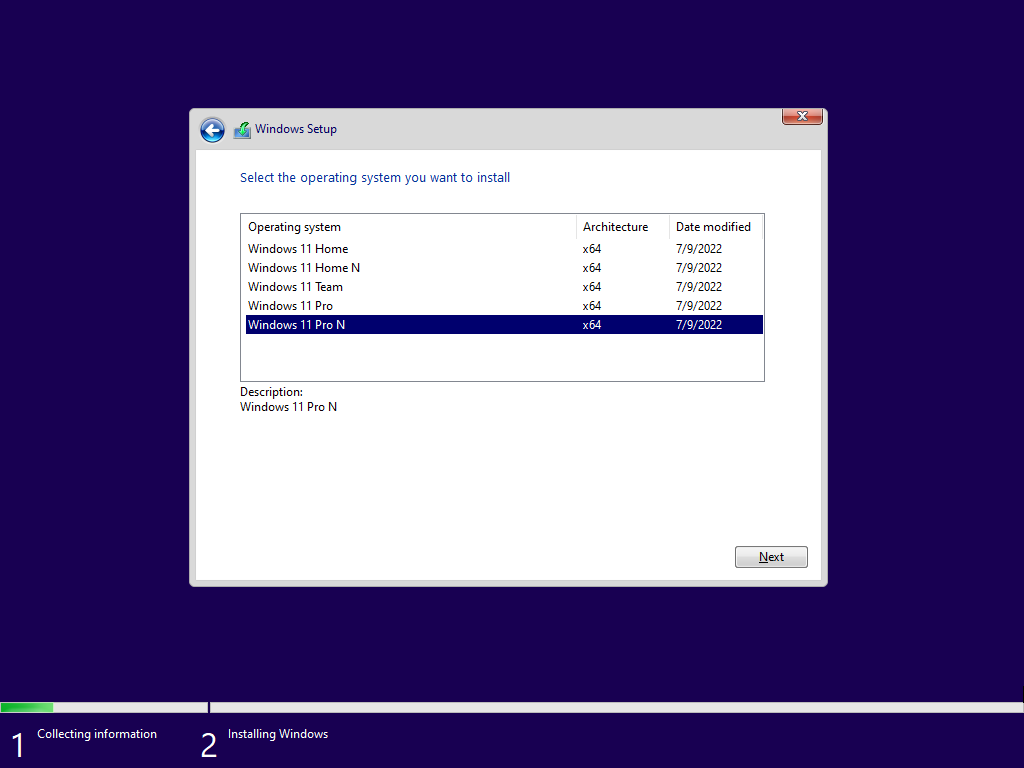 Windows Setup
Select the operating system you want to install
Operating system Architecture Date modified
Windows 11 Home x64 7/9/2022
Windows 11 Home N x64 7/9/2022
Windows 11 Team x64 7/9/2022
Windows 11 Pro x64 7/9/2022
Windows 11 Pro N x64 7/9/2022
Description:
Windows 11 Pro N
Next
1 Collecting information 2 Installing Windows